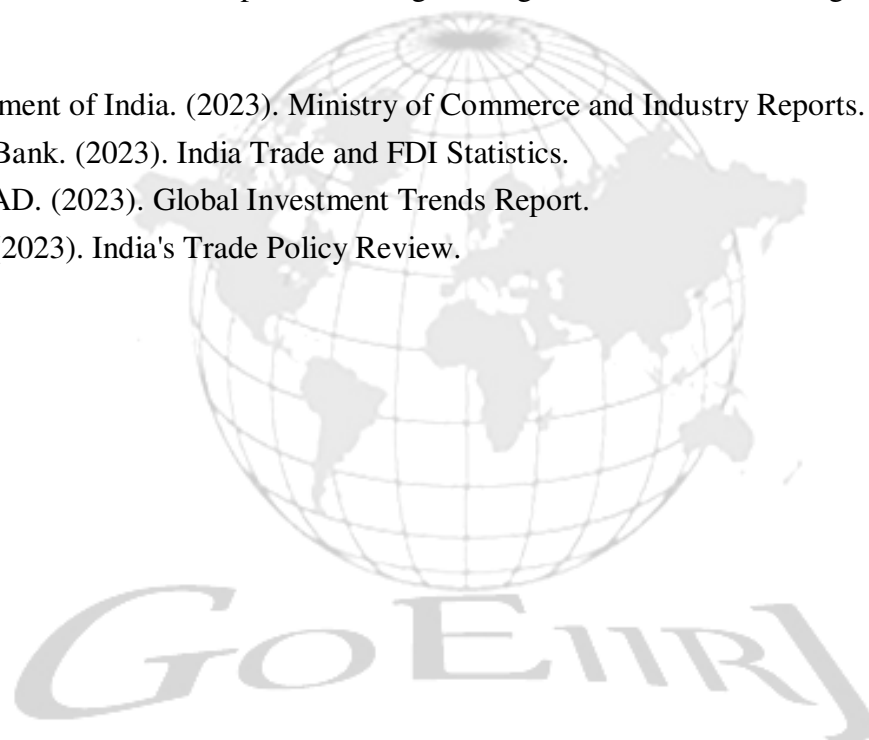 ment of India. (2023). Ministry of Commerce and Industry Reports.
Bank. (2023). India Trade and FDI Statistics.
AD. (2023). Global Investment Trends Report.
2023). India's Trade Policy Review.
GOEIIRJ